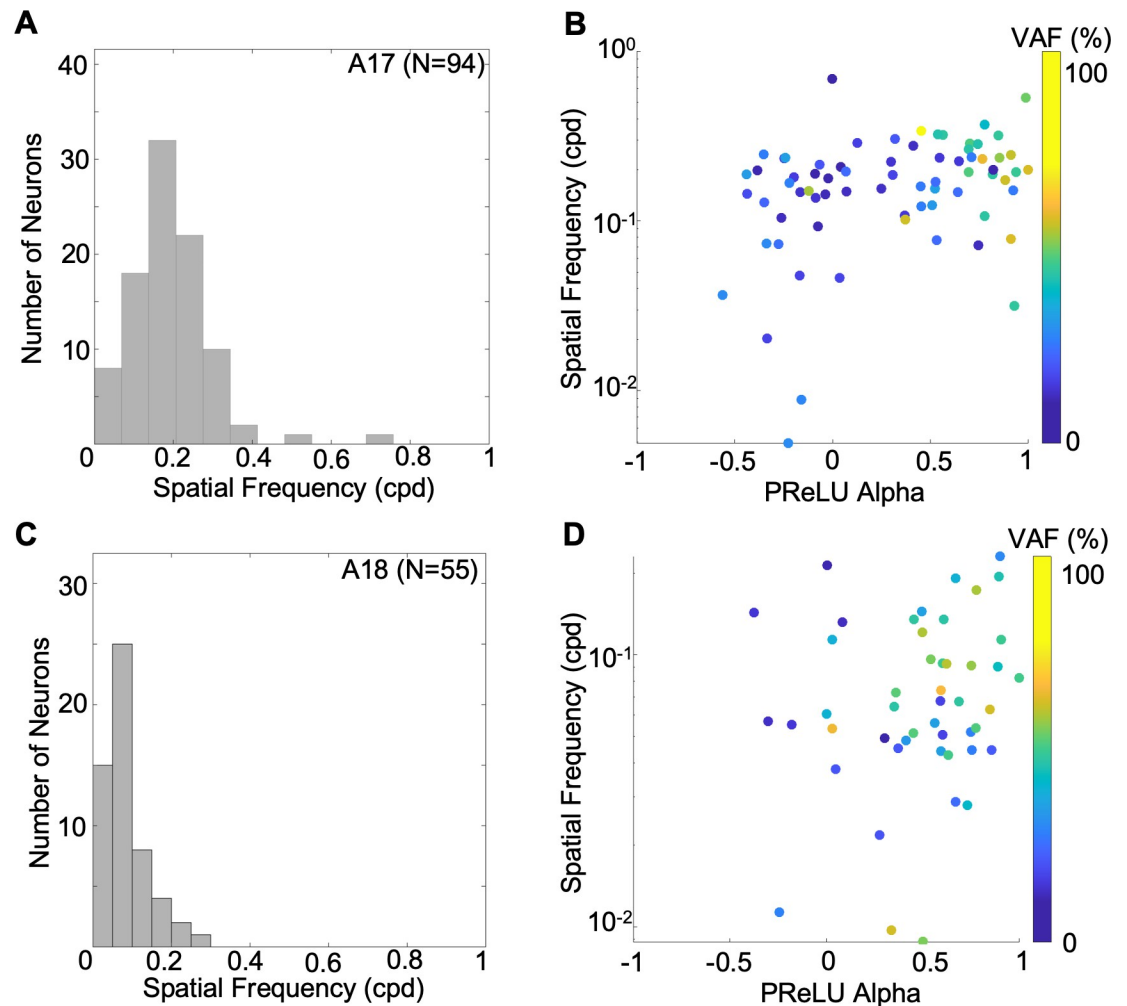 A
A17 (N=94)
40
30
20
10
Number of Neurons
0
0.2
0.4
0.6
0.8
1
Spatial Frequency (cpd)
B
VAF (%)
100
0
10^0
10^-1
10^-2
Spatial Frequency (cpd)
-1
-0.5
0
0.5
1
PReLU Alpha
C
A18 (N=55)
30
20
10
Number of Neurons
0
0.2
0.4
0.6
0.8
1
Spatial Frequency (cpd)
D
VAF (%)
100
0
10^-1
10^-2
Spatial Frequency (cpd)
-1
-0.5
0
0.5
1
PReLU Alpha